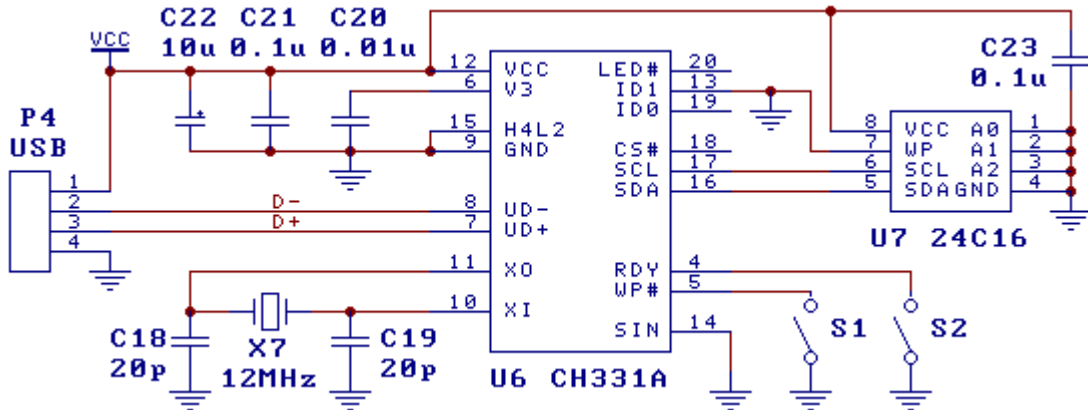 C22 C21 C20
10u 0.1u 0.01u
VCC
C23
0.1u
P4
USB
1
2
3
4
D-
D+
12 VCC LED# 20
6 V3 ID1 13
ID0 19
15 H4L2
9 GND CS# 18
SCL 17
SDA 16
8 UD-
7 UD+
11 XO RDY 4
WP# 5
10 XI
SIN 14
U6 CH331A
8 VCC A0 1
7 WP A1 2
6 SCL A2 3
5 SDA GND 4
U7 24C16
C18
20p
X7
12MHz
C19
20p
S1
S2